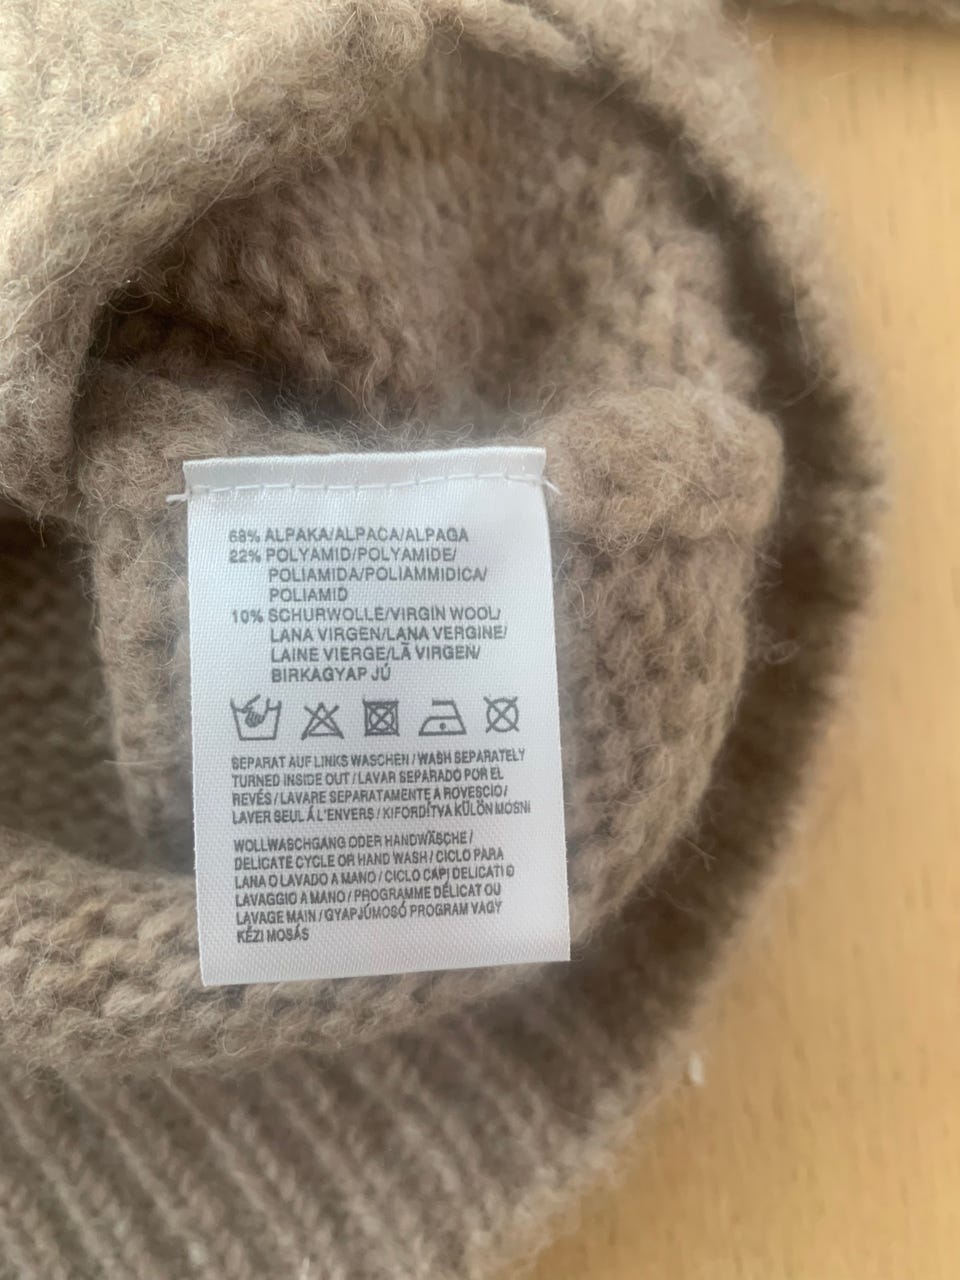 68% ALPAKA/ALPACA/ALPAGA
22% POLYAMID/POLYAMIDE/
POLIAMIDA/POLIAMMIDICA/
POLIAMID
10% SCHURWOLLE/VIRGIN WOOL/
LANA VIRGEN/LANA VERGINE/
LAINE VIERGE/LÃ VIRGEN/
BIRKAGYAPJÚ
SEPARAT AUF LINKS WASCHEN / WASH SEPARATELY
TURNED INSIDE OUT / LAVAR SEPARADO POR EL
REVÉS / LAVARE SEPARATAMENTE A ROVESCIO /
LAVER SEUL Á L'ENVERS / KIFORDÍTVA KÜLÖN MOSNI
WOLLWASCHGANG ODER HANDWÄSCHE /
DELICATE CYCLE OR HAND WASH / CICLO PARA
LANA O LAVADO A MANO / CICLO CAPI DELICATI O
LAVAGGIO A MANO / PROGRAMME DÉLICAT OU
LAVAGE MAIN / GYAPJÚMOSÓ PROGRAM VAGY
KÉZI MOSÁS